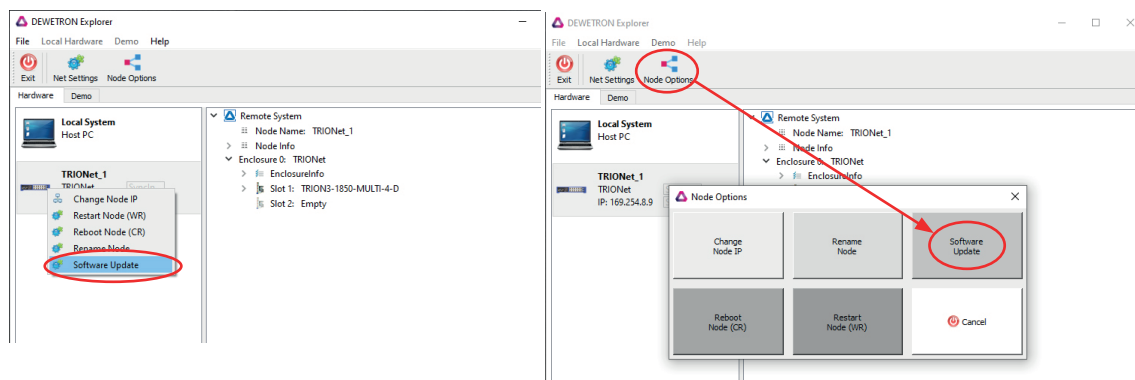 DEWETRON Explorer
File Local Hardware Demo Help
Exit Net Settings Node Options
Hardware Demo
Local System
Host PC
TRIONet_1
TRIONet
Change Node IP
Restart Node (WR)
Reboot Node (CR)
Rename Node
Software Update
Remote System
Node Name: TRIONet_1
Node Info
Enclosure 0: TRIONet
EnclosureInfo
Slot 1: TRION3-1850-MULTI-4-D
Slot 2: Empty
DEWETRON Explorer
File Local Hardware Demo Help
Exit Net Settings Node Options
Hardware Demo
Local System
Host PC
TRIONet_1
TRIONet
IP: 169.254.8.9
Remote System
Node Name: TRIONet_1
Node Info
Enclosure 0: TRIONet
EnclosureInfo
Node Options
Change
Node IP
Rename
Node
Software
Update
Reboot
Node (CR)
Restart
Node (WR)
Cancel